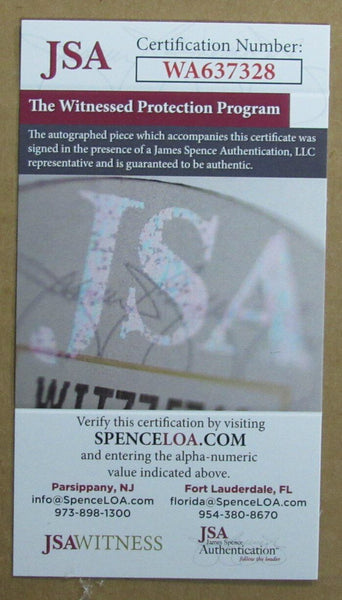 JSA
Certification Number:
WA637328
The Witnessed Protection Program
The autographed piece which accompanies this certificate was
signed in the presence of a James Spence Authentication, LLC
representative and is guaranteed to be authentic.
JSA
Verify this certification by visiting
SPENCELOA.COM
and entering the alpha-numeric
value indicated above.
Parsippany, NJ
info@SpenceLOA.com
973-898-1300
Fort Lauderdale, FL
florida@SpenceLOA.com
954-380-8670
JSAWITNESS
JSA
James Spence
Authentication
follow the leader